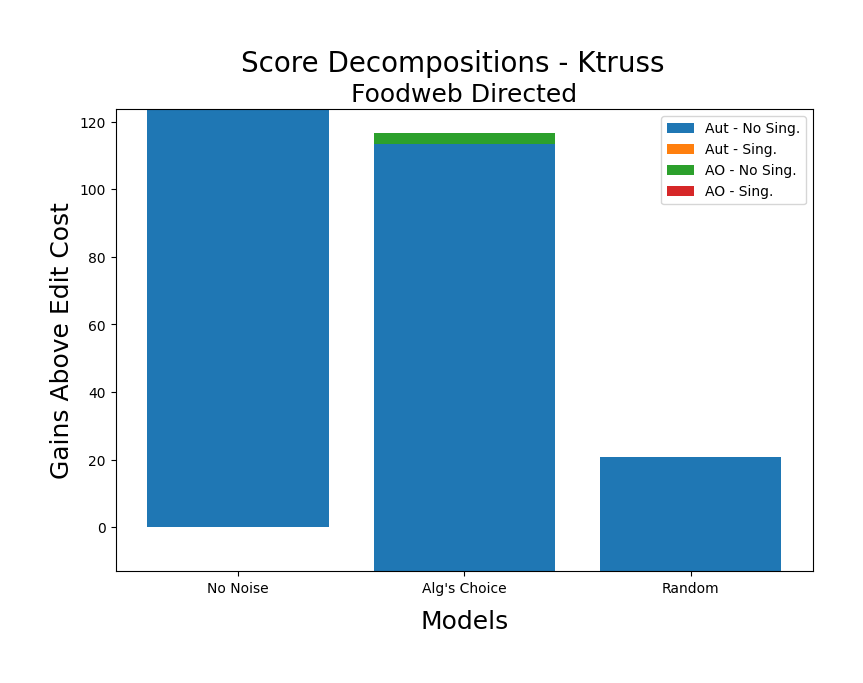 Score Decompositions - Ktruss
Foodweb Directed
Gains Above Edit Cost
120
100
80
60
40
20
0
Aut - No Sing.
Aut - Sing.
AO - No Sing.
AO - Sing.
No Noise
Alg's Choice
Random
Models